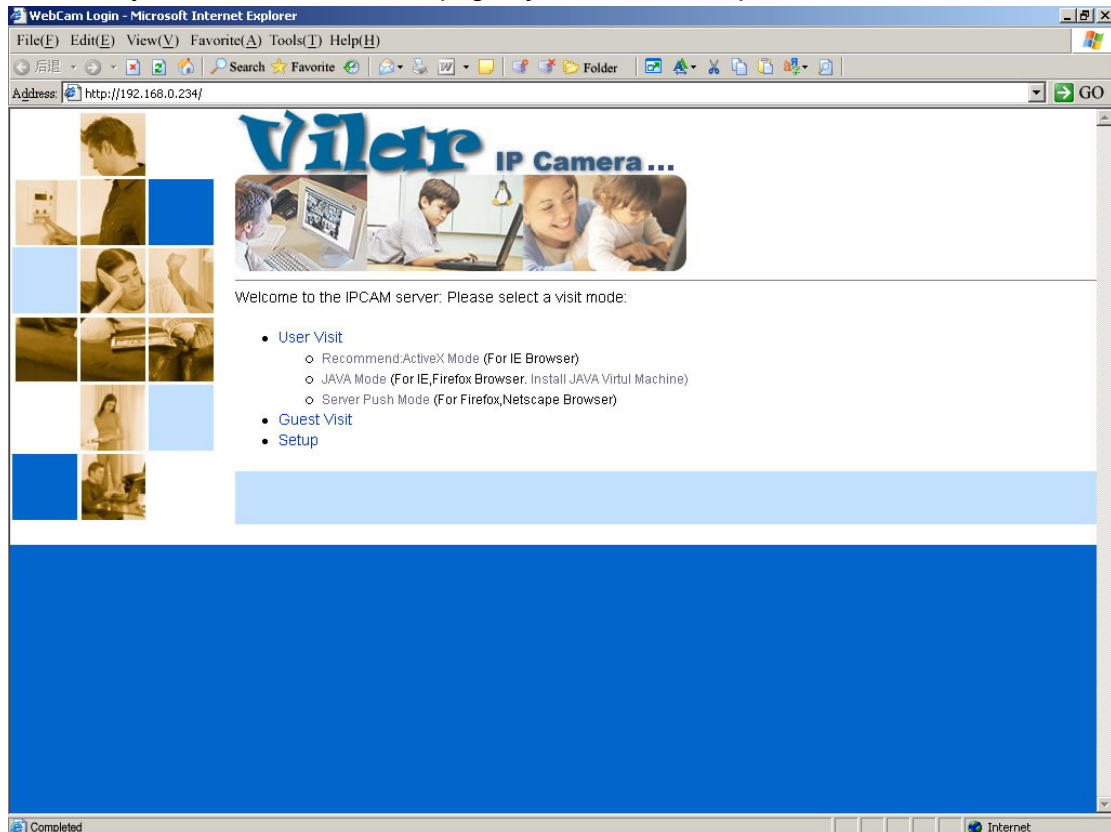 WebCam Login - Microsoft Internet Explorer
File(F) Edit(E) View(V) Favorite(A) Tools(T) Help(H)
后退 Search Favorite Folder
Address: http://192.168.0.234/ GO
Vilar IP Camera...
Welcome to the IPCAM server: Please select a visit mode:
User Visit
Recommend:ActiveX Mode (For IE Browser)
JAVA Mode (For IE,Firefox Browser. Install JAVA Virtul Machine)
Server Push Mode (For Firefox,Netscape Browser)
Guest Visit
Setup
Completed Internet